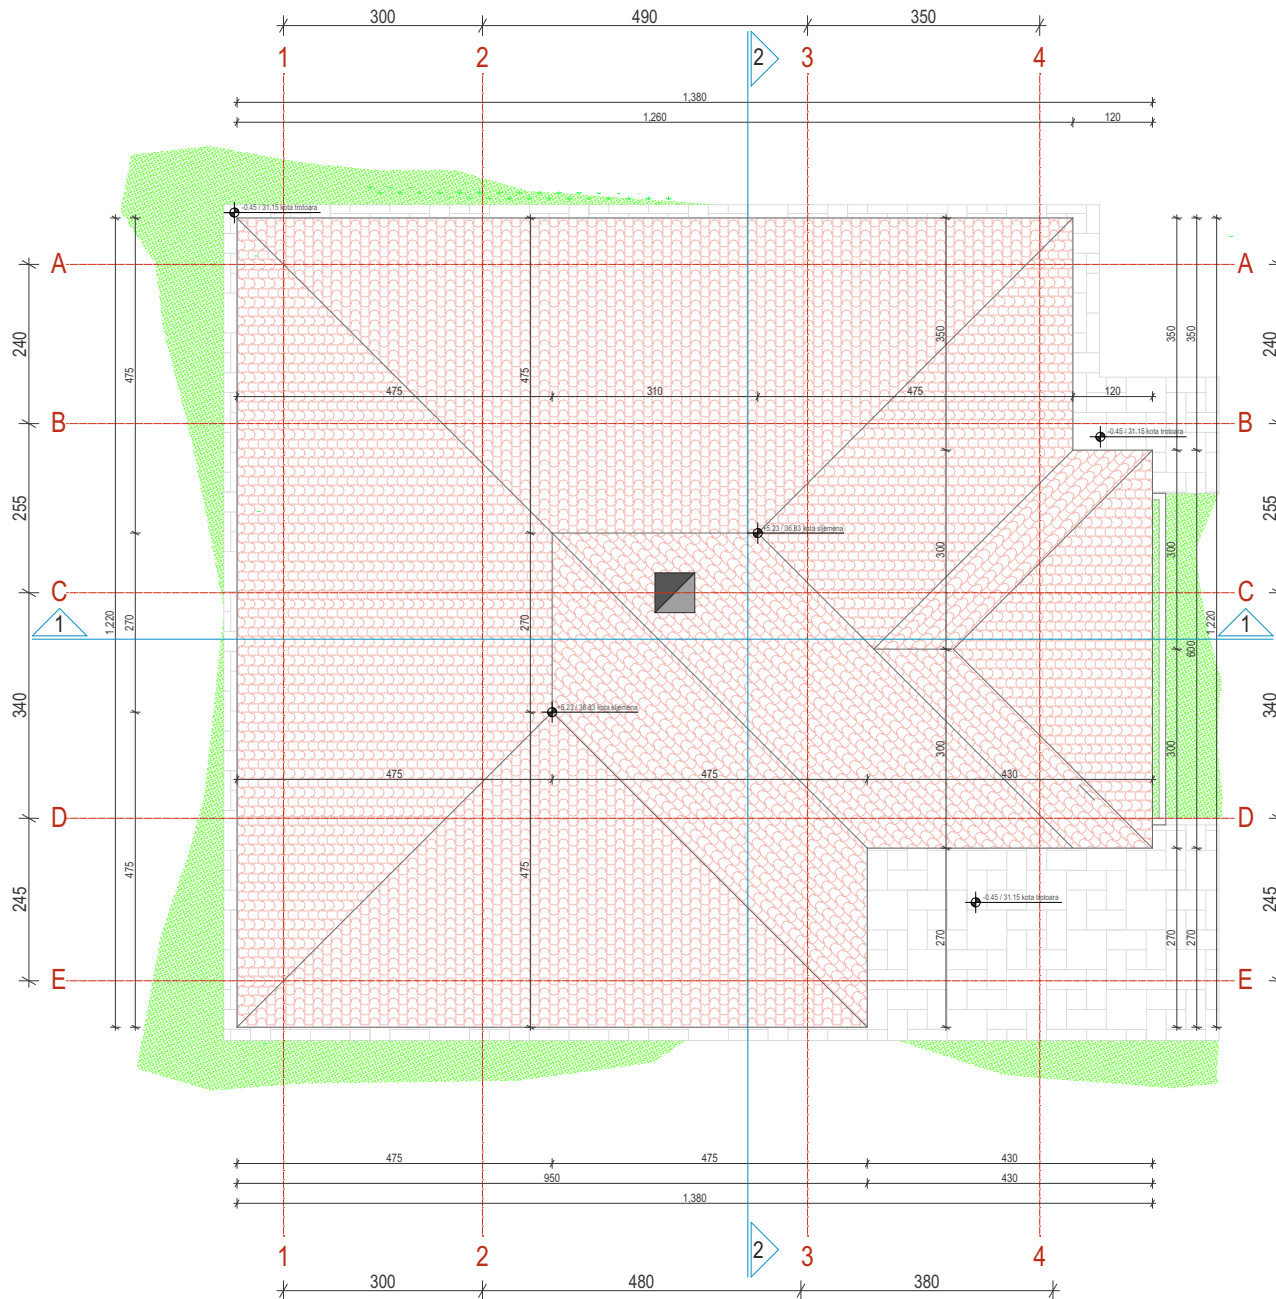 300 490 350
1 2 2 3 4
1,380
1,260 120
-0.45 / 31.15 kota trotoara
A A
240 475 475 350 350 350 240
475 310 475 120
B B
-0.45 / 31.15 kota trotoara
255 300 300 255
+5.23 / 36.83 kota sljemena
C C
1 1,220 270 270 600 1,220 1
340 340
+5.23 / 36.83 kota sljemena
300 300
475 475 430
D D
245 475 475 270 270 270 245
-0.45 / 31.15 kota trotoara
E E
475 475 430
950 430
1,380
1 2 2 3 4
300 480 380